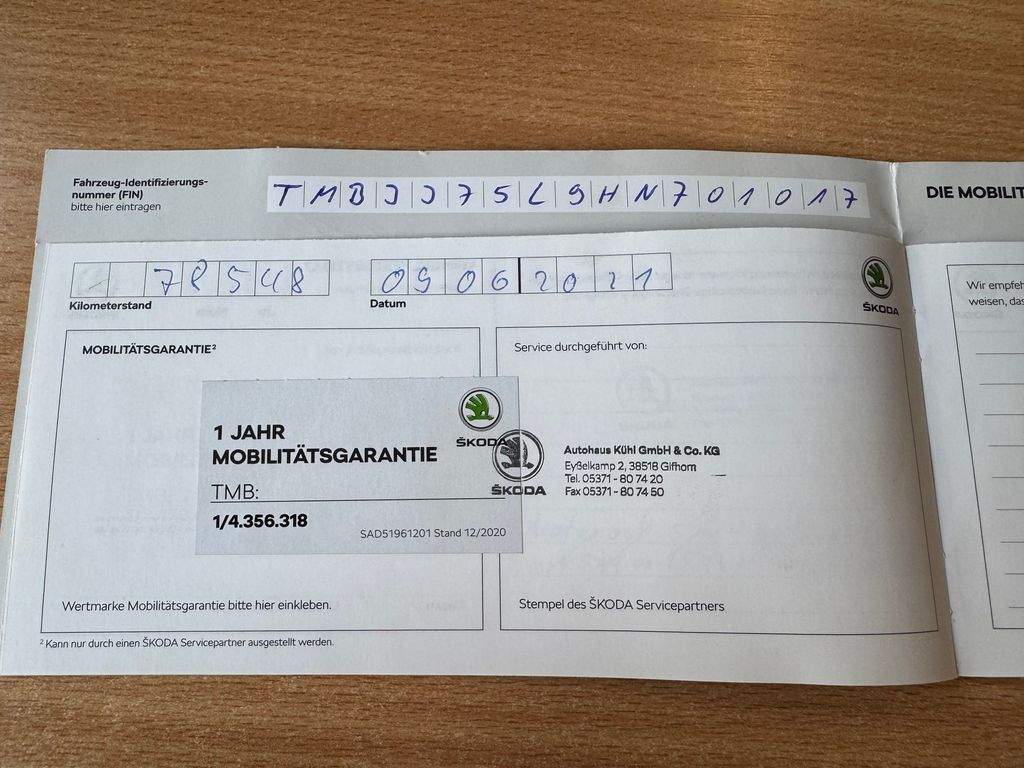 Fahrzeug-Identifizierungs-
nummer (FIN)
bitte hier eintragen
TMBJJ75L9HN701017
DIE MOBILIT
78548
Kilometerstand
09062021
Datum
ŠKODA
MOBILITÄTSGARANTIE²
1 JAHR
MOBILITÄTSGARANTIE
ŠKODA
TMB:
1/4.356.318
SAD51961201 Stand 12/2020
Wertmarke Mobilitätsgarantie bitte hier einkleben.
Service durchgeführt von:
ŠKODA
Autohaus Kühl GmbH & Co. KG
Eyßelkamp 2, 38518 Gifhorn
Tel. 05371 - 80 74 20
Fax 05371 - 80 74 50
Stempel des ŠKODA Servicepartners
² Kann nur durch einen ŠKODA Servicepartner ausgestellt werden.
Wir empfeh
weisen, das